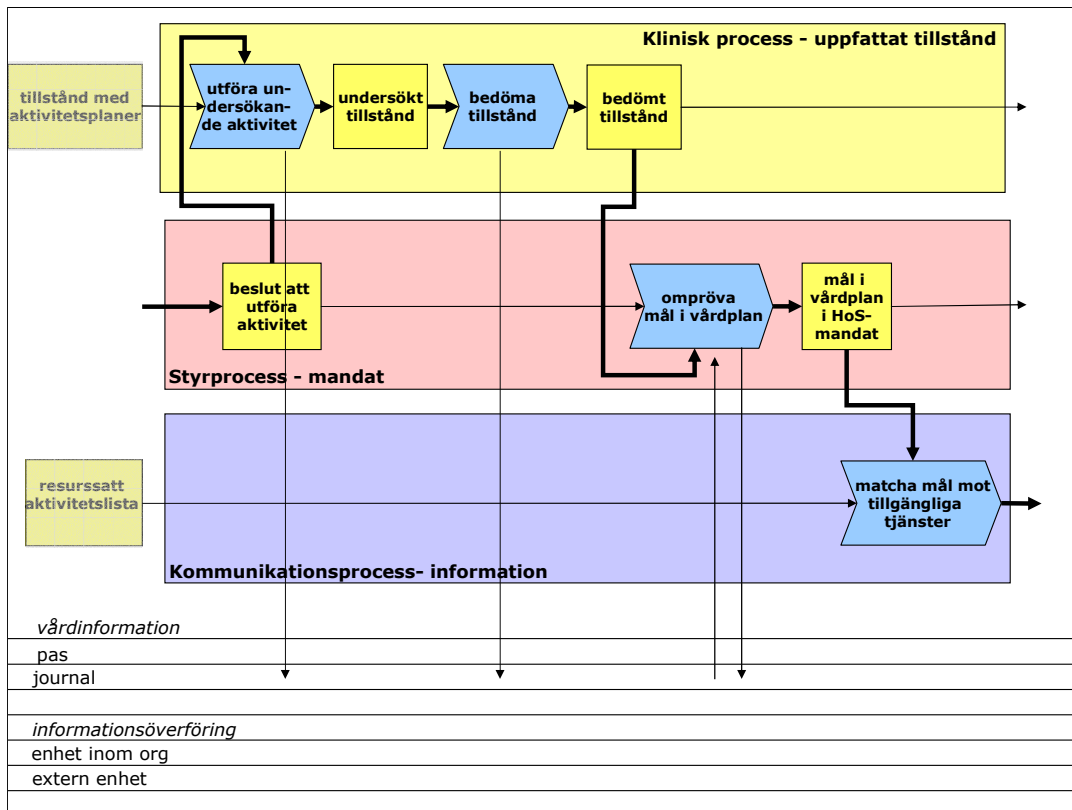 Klinisk process - uppfattat tillstånd
tillstånd med
aktivitetsplaner
utföra un-
dersökan-
de aktivitet
undersökt
tillstånd
bedöma
tillstånd
bedömt
tillstånd
beslut att
utföra
aktivitet
ompröva
mål i vårdplan
mål i
vårdplan
i HoS-
mandat
Styrprocess - mandat
resurssatt
aktivitetslista
matcha mål mot
tillgängliga
tjänster
Kommunikationsprocess- information
vårdinformation
pas
journal
informationsöverföring
enhet inom org
extern enhet